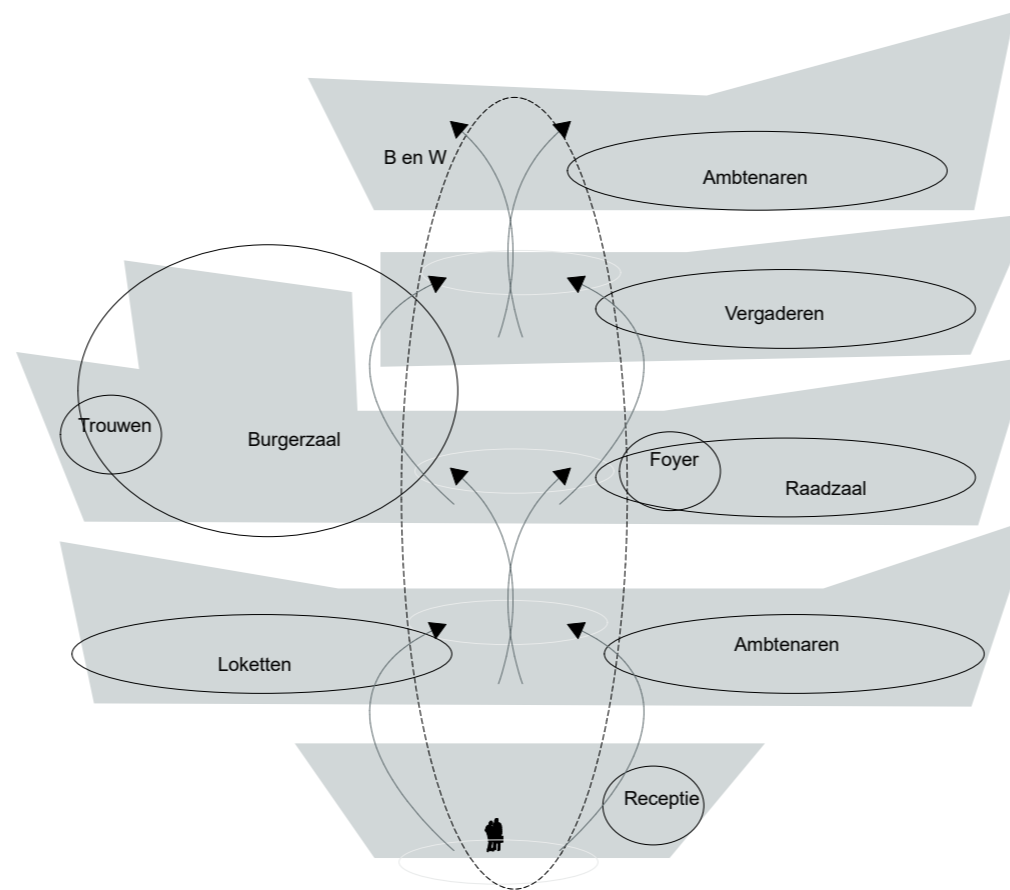 B en W
Ambtenaren
Vergaderen
Trouwen
Burgerzaal
Foyer
Raadzaal
Loketten
Ambtenaren
Receptie